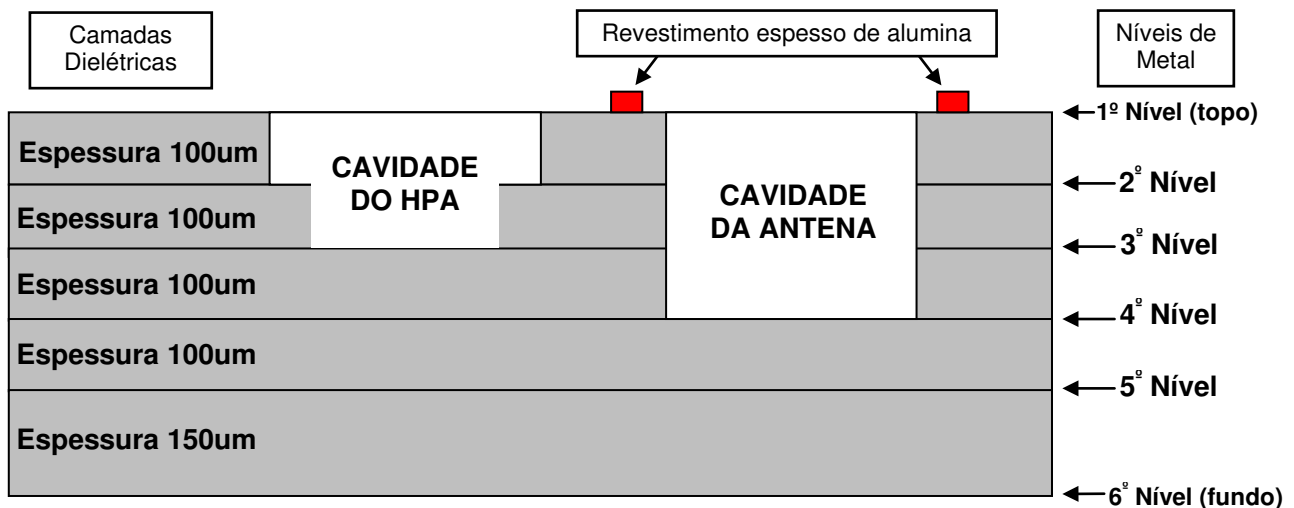 Camadas
Dielétricas
Revestimento espesso de alumina
Níveis de
Metal
1º Nível (topo)
Espessura 100um
CAVIDADE
DO HPA
CAVIDADE
DA ANTENA
2º Nível
Espessura 100um
3º Nível
Espessura 100um
4º Nível
Espessura 100um
5º Nível
Espessura 150um
6º Nível (fundo)